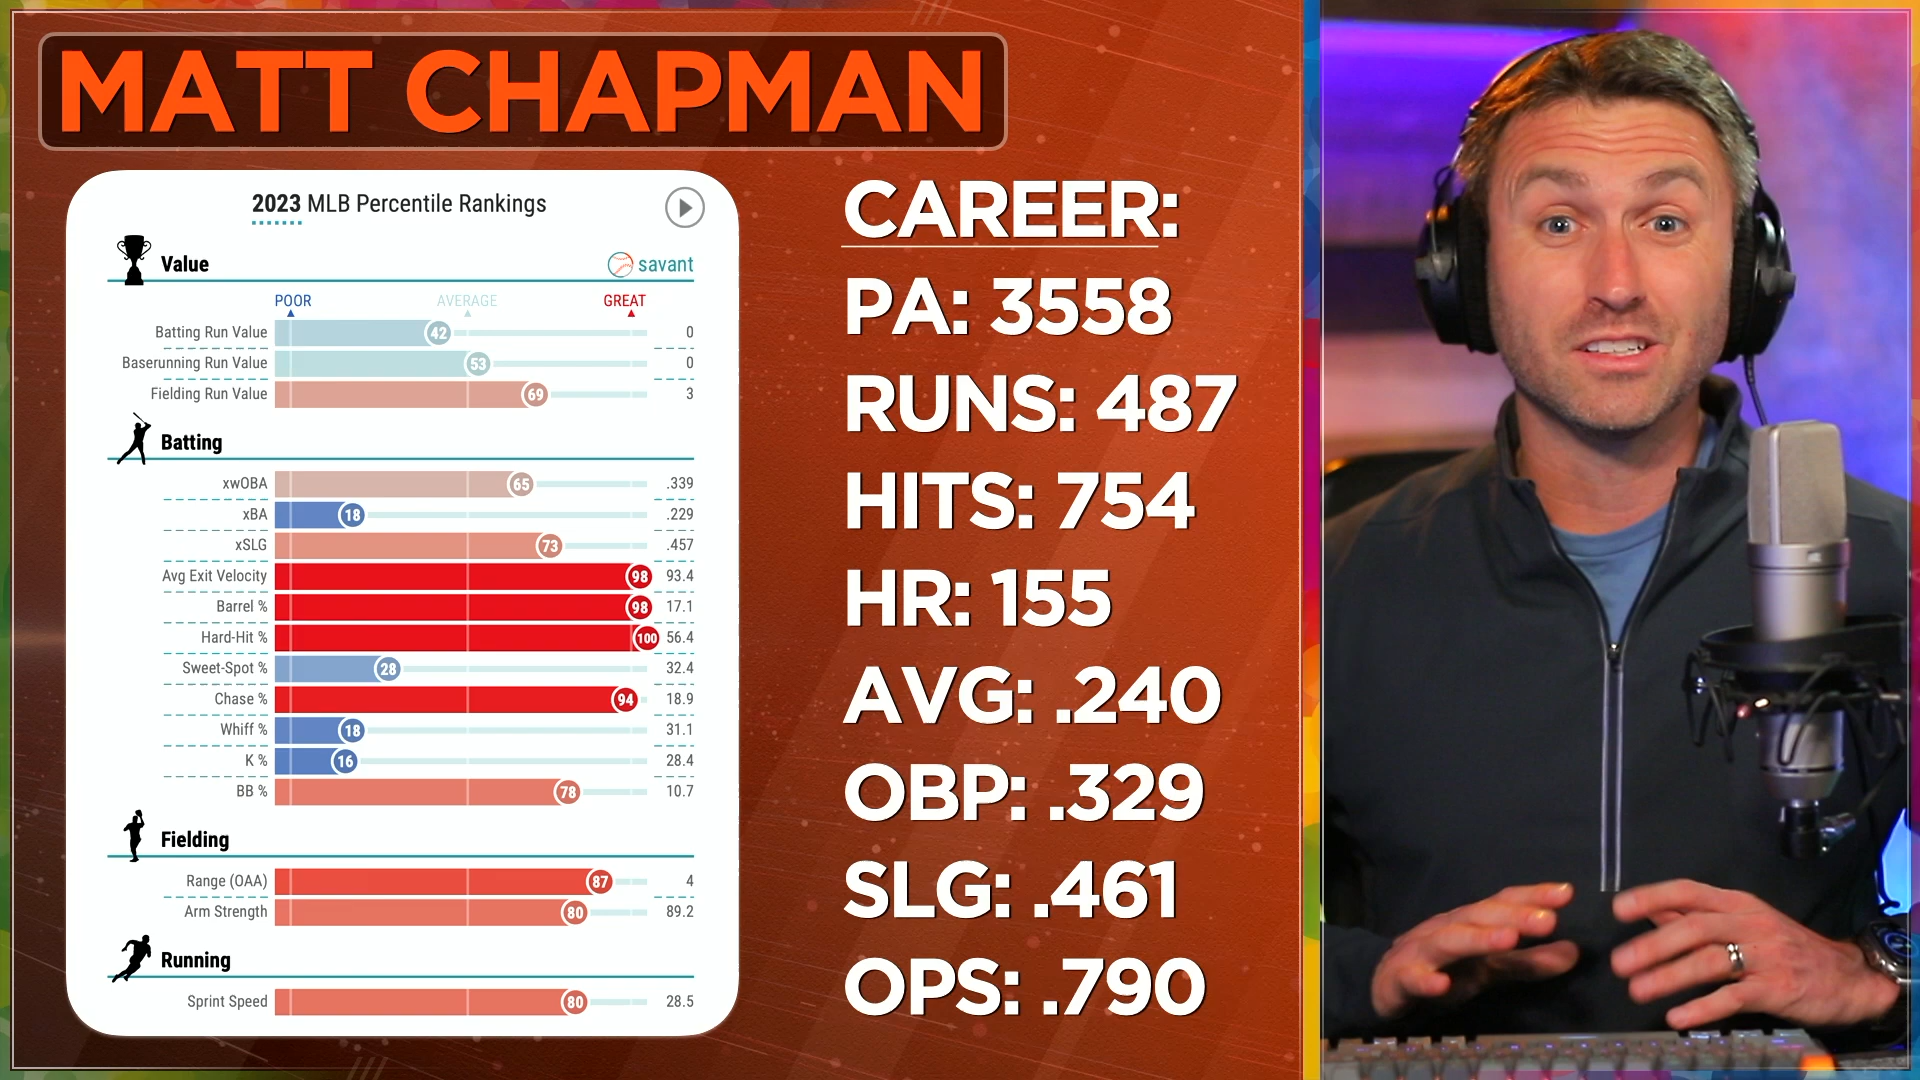 MATT CHAPMAN
2023 MLB Percentile Rankings
Value
savant
POOR AVERAGE GREAT
Batting Run Value 42 0
Baserunning Run Value 53 0
Fielding Run Value 69 3
Batting
xwOBA 65 .339
xBA 18 .229
xSLG 73 .457
Avg Exit Velocity 98 93.4
Barrel % 98 17.1
Hard-Hit % 100 56.4
Sweet-Spot % 28 32.4
Chase % 94 18.9
Whiff % 18 31.1
K % 16 28.4
BB % 78 10.7
Fielding
Range (OAA) 87 4
Arm Strength 80 89.2
Running
Sprint Speed 80 28.5
CAREER:
PA: 3558
RUNS: 487
HITS: 754
HR: 155
AVG: .240
OBP: .329
SLG: .461
OPS: .790